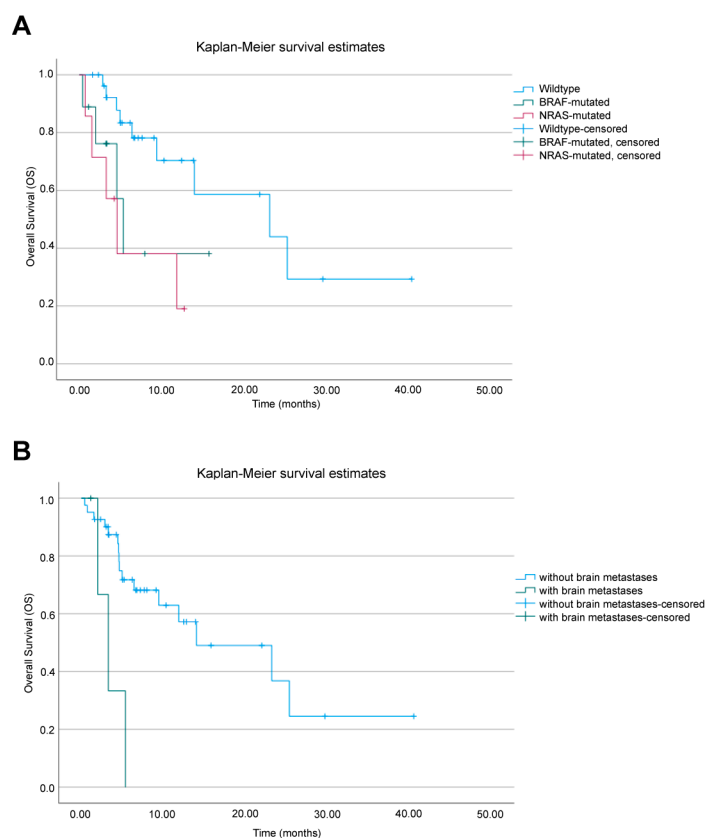 A
Kaplan-Meier survival estimates
1.0
0.8
0.6
0.4
0.2
0.0
Overall Survival (OS)
0.00 10.00 20.00 30.00 40.00 50.00
Time (months)
Wildtype
BRAF-mutated
NRAS-mutated
Wildtype-censored
BRAF-mutated, censored
NRAS-mutated, censored
B
Kaplan-Meier survival estimates
1.0
0.8
0.6
0.4
0.2
0.0
Overall Survival (OS)
0.00 10.00 20.00 30.00 40.00 50.00
Time (months)
without brain metastases
with brain metastases
without brain metastases-censored
with brain metastases-censored